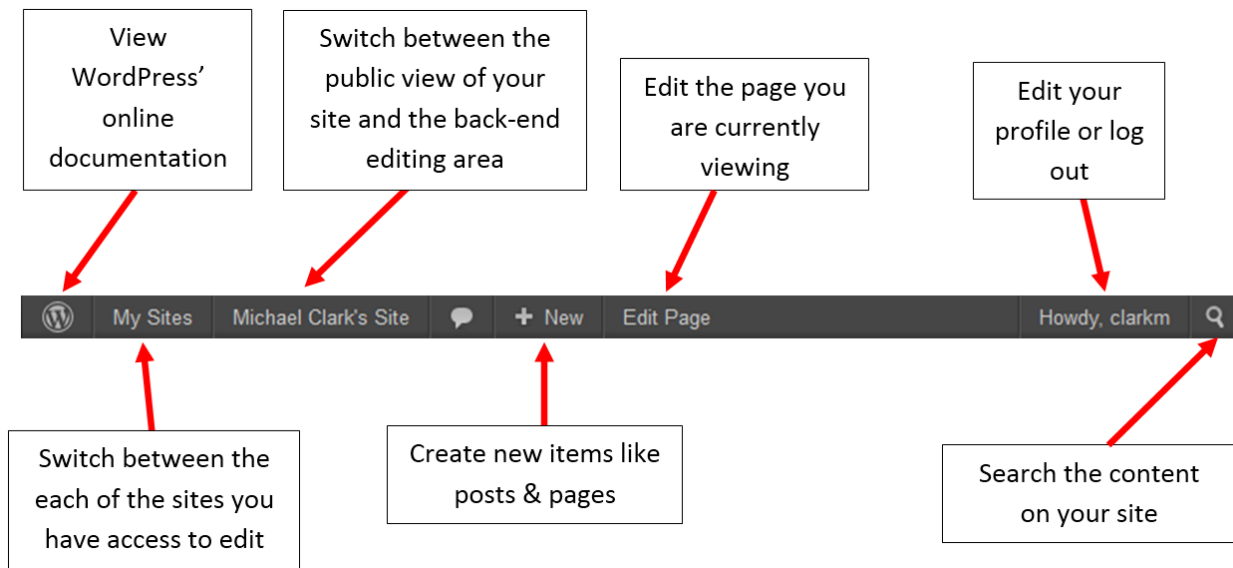 View
WordPress’
online
documentation
Switch between the
public view of your
site and the back-end
editing area
Edit the page you
are currently
viewing
Edit your
profile or log
out
My Sites
Michael Clark's Site
New
Edit Page
Howdy, clarkm
Switch between the
each of the sites you
have access to edit
Create new items like
posts & pages
Search the content
on your site